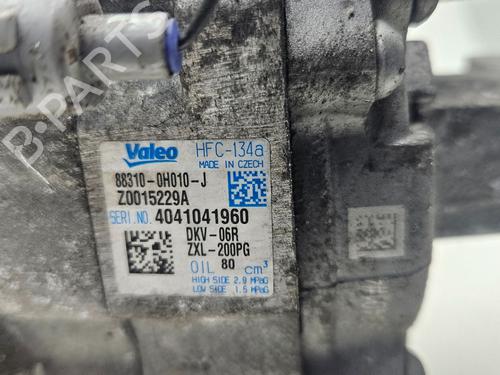 B-PARTS
Valeo HFC-134a
MADE IN CZECH
88310-0H010-J
Z0015229A
SERI.NO. 4041041960
DKV-06R
ZXL-200PG
OIL 80 cm³
HIGH SIDE 2.9 MPaG
LOW SIDE 1.5 MPaG